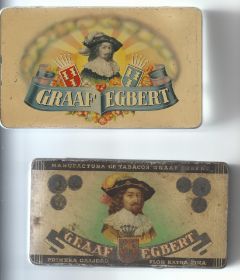 GRAAF EGBERT
MANUFACTURA DE TABACOS GRAAF EGBERT
GRAAF EGBERT
PRIMERA CALIDAD FLOR EXTRA FINA